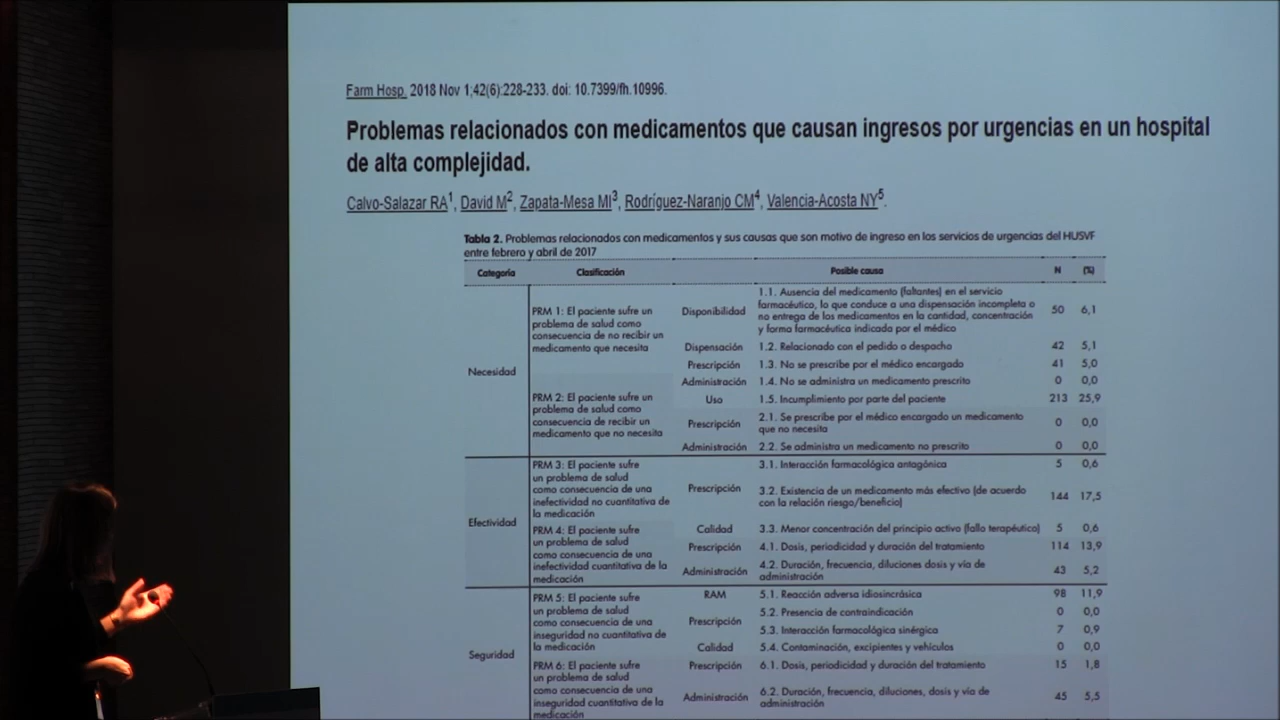 Farm Hosp. 2018 Nov 1;42(6):228-233. doi: 10.7399/fh.10996.
Problemas relacionados con medicamentos que causan ingresos por urgencias en un hospital
de alta complejidad.
Calvo-Salazar RA1, David M2, Zapata-Mesa MI3, Rodríguez-Naranjo CM4, Valencia-Acosta NY5.
Tabla 2. Problemas relacionados con medicamentos y sus causas que son motivo de ingreso en los servicios de urgencias del HUSVF
entre febrero y abril de 2017
Categoría Clasificación Posible causa N (%)
Necesidad
PRM 1: El paciente sufre un
problema de salud como
consecuencia de no recibir un
medicamento que necesita
Disponibilidad
1.1. Ausencia del medicamento (faltantes) en el servicio
farmacéutico, lo que conduce a una dispensación incompleta o
no entrega de los medicamentos en la cantidad, concentración
y forma farmacéutica indicada por el médico
50 6,1
Dispensación 1.2. Relacionado con el pedido o despacho 42 5,1
Prescripción 1.3. No se prescribe por el médico encargado 41 5,0
Administración 1.4. No se administra un medicamento prescrito 0 0,0
Uso 1.5. Incumplimiento por parte del paciente 213 25,9
PRM 2: El paciente sufre un
problema de salud como
consecuencia de recibir un
medicamento que no necesita
Prescripción
2.1. Se prescribe por el médico encargado un medicamento
que no necesita
0 0,0
Administración 2.2. Se administra un medicamento no prescrito 0 0,0
Efectividad
PRM 3: El paciente sufre
un problema de salud
como consecuencia de una
inefectividad no cuantitativa de
la medicación
Prescripción
3.1. Interacción farmacológica antagónica 5 0,6
3.2. Existencia de un medicamento más efectivo (de acuerdo
con la relación riesgo/beneficio)
144 17,5
Calidad 3.3. Menor concentración del principio activo (fallo terapéutico) 5 0,6
PRM 4: El paciente sufre
un problema de salud
como consecuencia de una
inefectividad cuantitativa de la
medicación
Prescripción 4.1. Dosis, periodicidad y duración del tratamiento 114 13,9
Administración
4.2. Duración, frecuencia, diluciones dosis y vía de
administración
43 5,2
Seguridad
PRM 5: El paciente sufre
un problema de salud
como consecuencia de una
inseguridad no cuantitativa de
la medicación
RAM 5.1. Reacción adversa idiosincrásica 98 11,9
Prescripción
5.2. Presencia de contraindicación 0 0,0
5.3. Interacción farmacológica sinérgica 7 0,9
Calidad 5.4. Contaminación, excipientes y vehículos 0 0,0
PRM 6: El paciente sufre
un problema de salud
como consecuencia de una
inseguridad cuantitativa de la
medicación
Prescripción 6.1. Dosis, periodicidad y duración del tratamiento 15 1,8
Administración
6.2. Duración, frecuencia, diluciones, dosis y vía de
administración
45 5,5